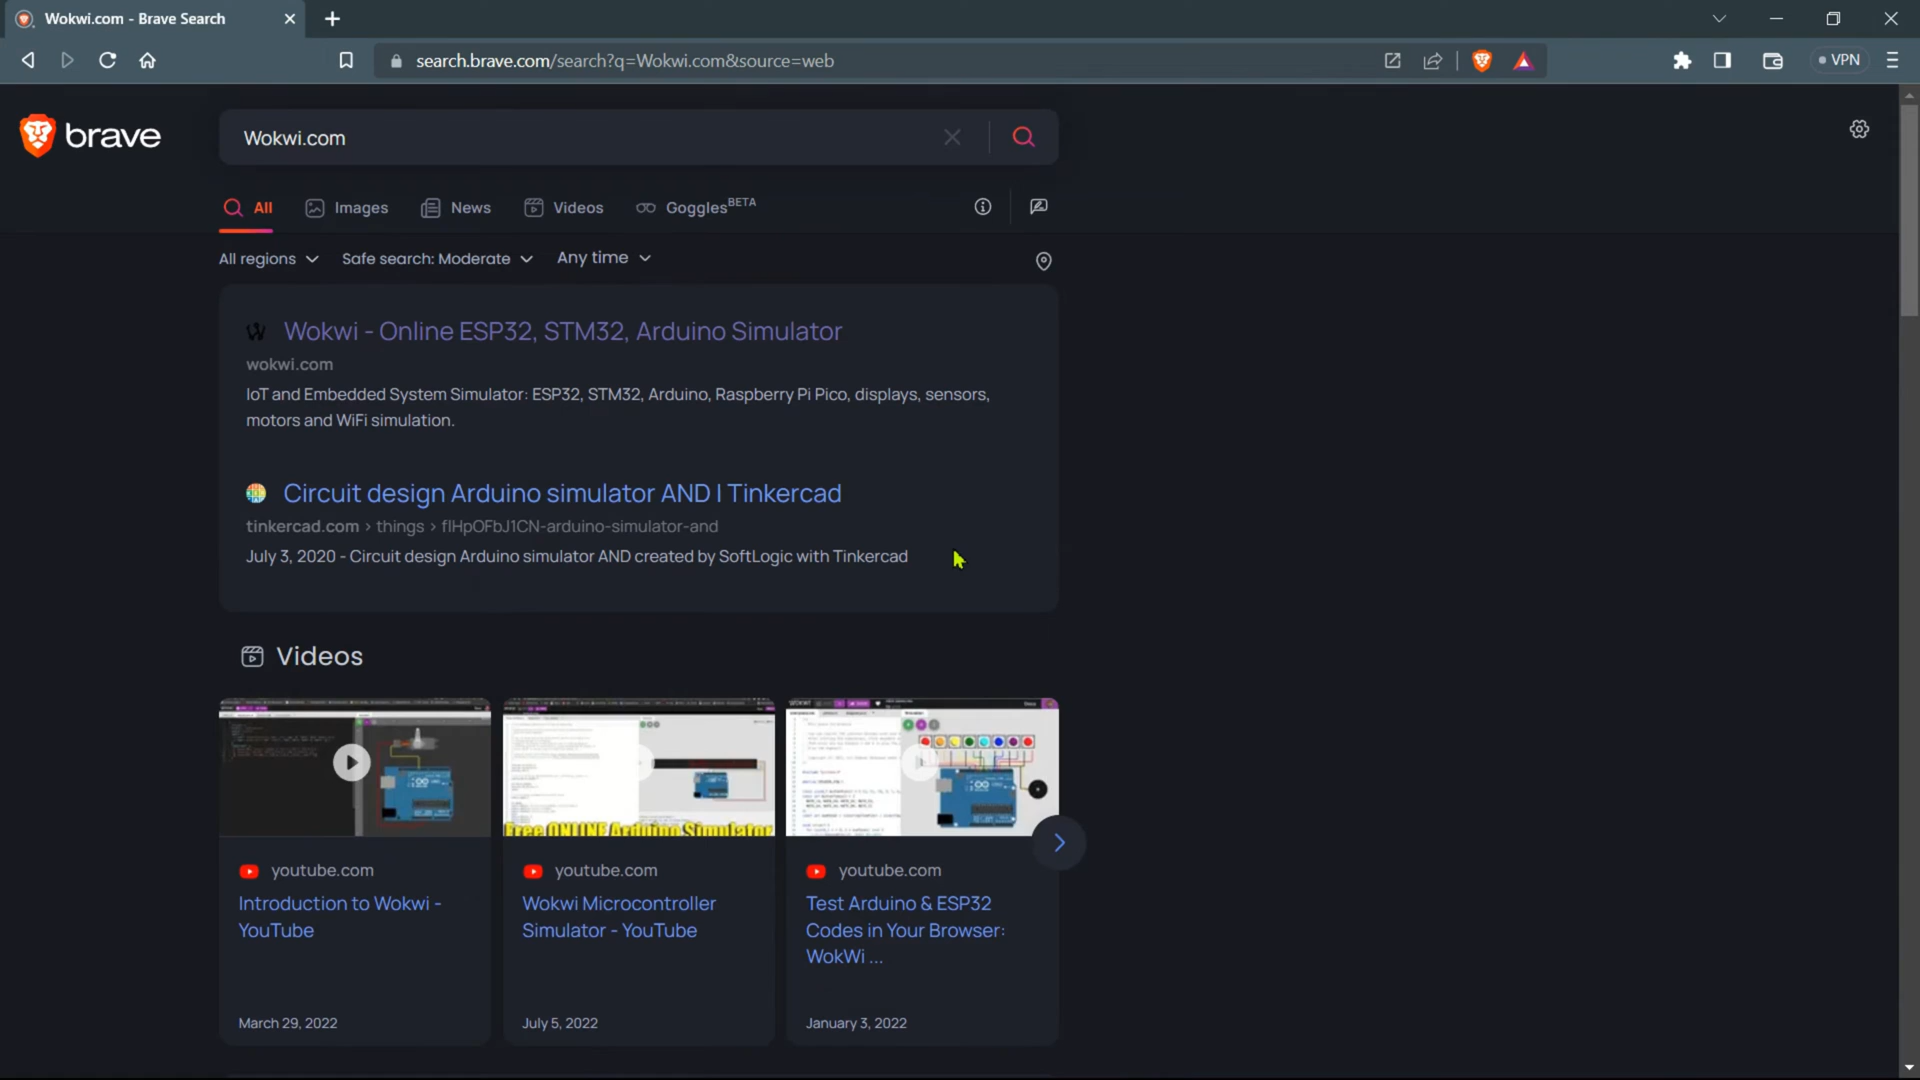 Wokwi.com - Brave Search
search.brave.com/search?q=Wokwi.com&source=web
VPN
brave
Wokwi.com
All
Images
News
Videos
Goggles BETA
All regions
Safe search: Moderate
Any time
Wokwi - Online ESP32, STM32, Arduino Simulator
wokwi.com
IoT and Embedded System Simulator: ESP32, STM32, Arduino, Raspberry Pi Pico, displays, sensors,
motors and WiFi simulation.
Circuit design Arduino simulator AND | Tinkercad
tinkercad.com › things › flHpOFbJ1CN-arduino-simulator-and
July 3, 2020 - Circuit design Arduino simulator AND created by SoftLogic with Tinkercad
Videos
Free ONLINE Arduino Simulator
youtube.com
Introduction to Wokwi -
YouTube
March 29, 2022
youtube.com
Wokwi Microcontroller
Simulator - YouTube
July 5, 2022
youtube.com
Test Arduino & ESP32
Codes in Your Browser:
WokWi ...
January 3, 2022